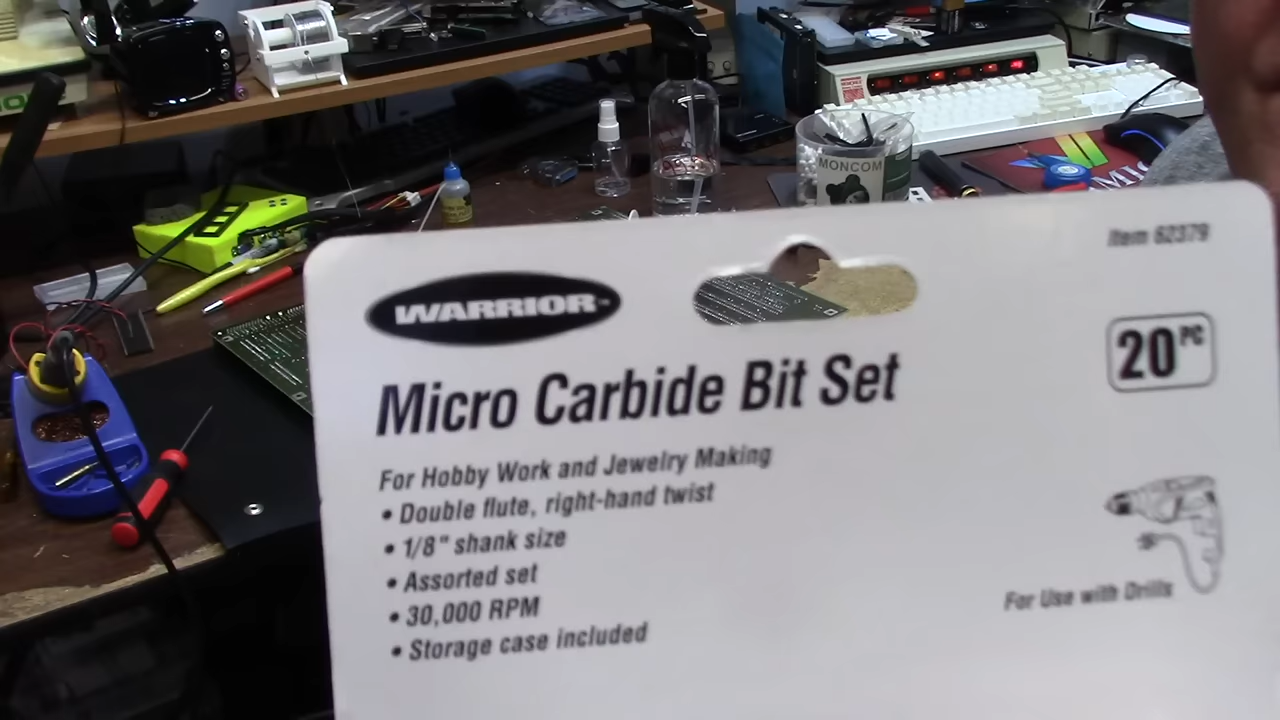 MONCOM
Item 62379
WARRIOR™
20 PC
Micro Carbide Bit Set
For Hobby Work and Jewelry Making
• Double flute, right-hand twist
• 1/8" shank size
• Assorted set
• 30,000 RPM
• Storage case included
For Use with Drills